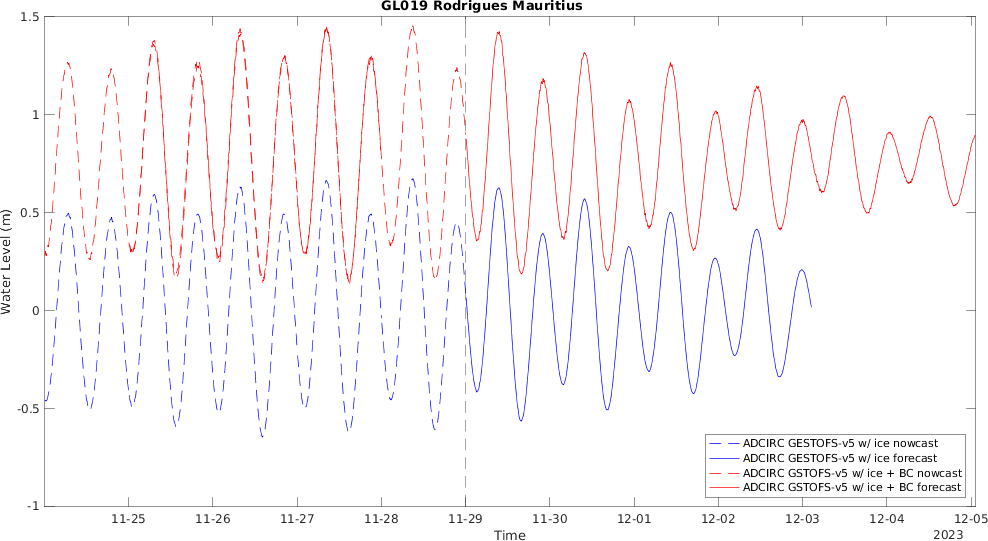 GL019 Rodrigues Mauritius
1.5
1
0.5
0
-0.5
-1
Water Level (m)
ADCIRC GESTOFS-v5 w/ ice nowcast
ADCIRC GESTOFS-v5 w/ ice forecast
ADCIRC GSTOFS-v5 w/ ice + BC nowcast
ADCIRC GSTOFS-v5 w/ ice + BC forecast
11-25 11-26 11-27 11-28 11-29 11-30 12-01 12-02 12-03 12-04 12-05
Time
2023